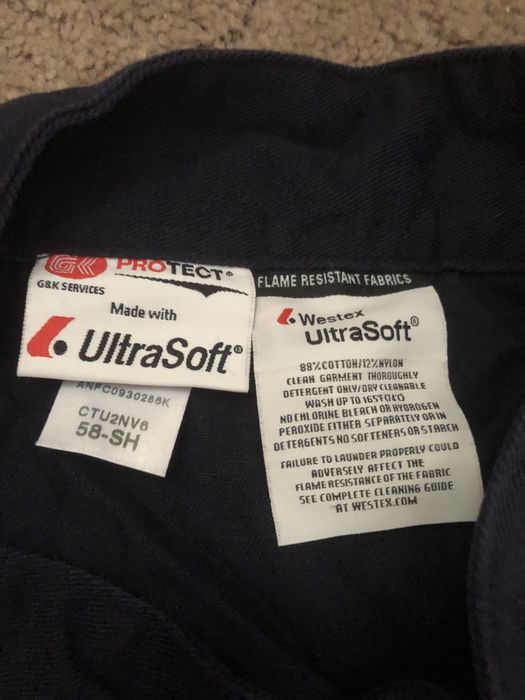 GK
PROTECT®
G&K SERVICES
Made with
UltraSoft®
ANFC0930286K
CTU2NV6
58-SH
FLAME RESISTANT FABRICS
Westex
UltraSoft®
88%COTTON/12%NYLON
CLEAN GARMENT THOROUGHLY
DETERGENT ONLY/DRY CLEANABLE
WASH UP TO 165°F(74°C)
NO CHLORINE BLEACH OR HYDROGEN
PEROXIDE EITHER SEPARATELY OR IN
DETERGENTS NO SOFTENERS OR STARCH
FAILURE TO LAUNDER PROPERLY COULD
ADVERSELY AFFECT THE
FLAME RESISTANCE OF THE FABRIC
SEE COMPLETE CLEANING GUIDE
AT WESTEX.COM